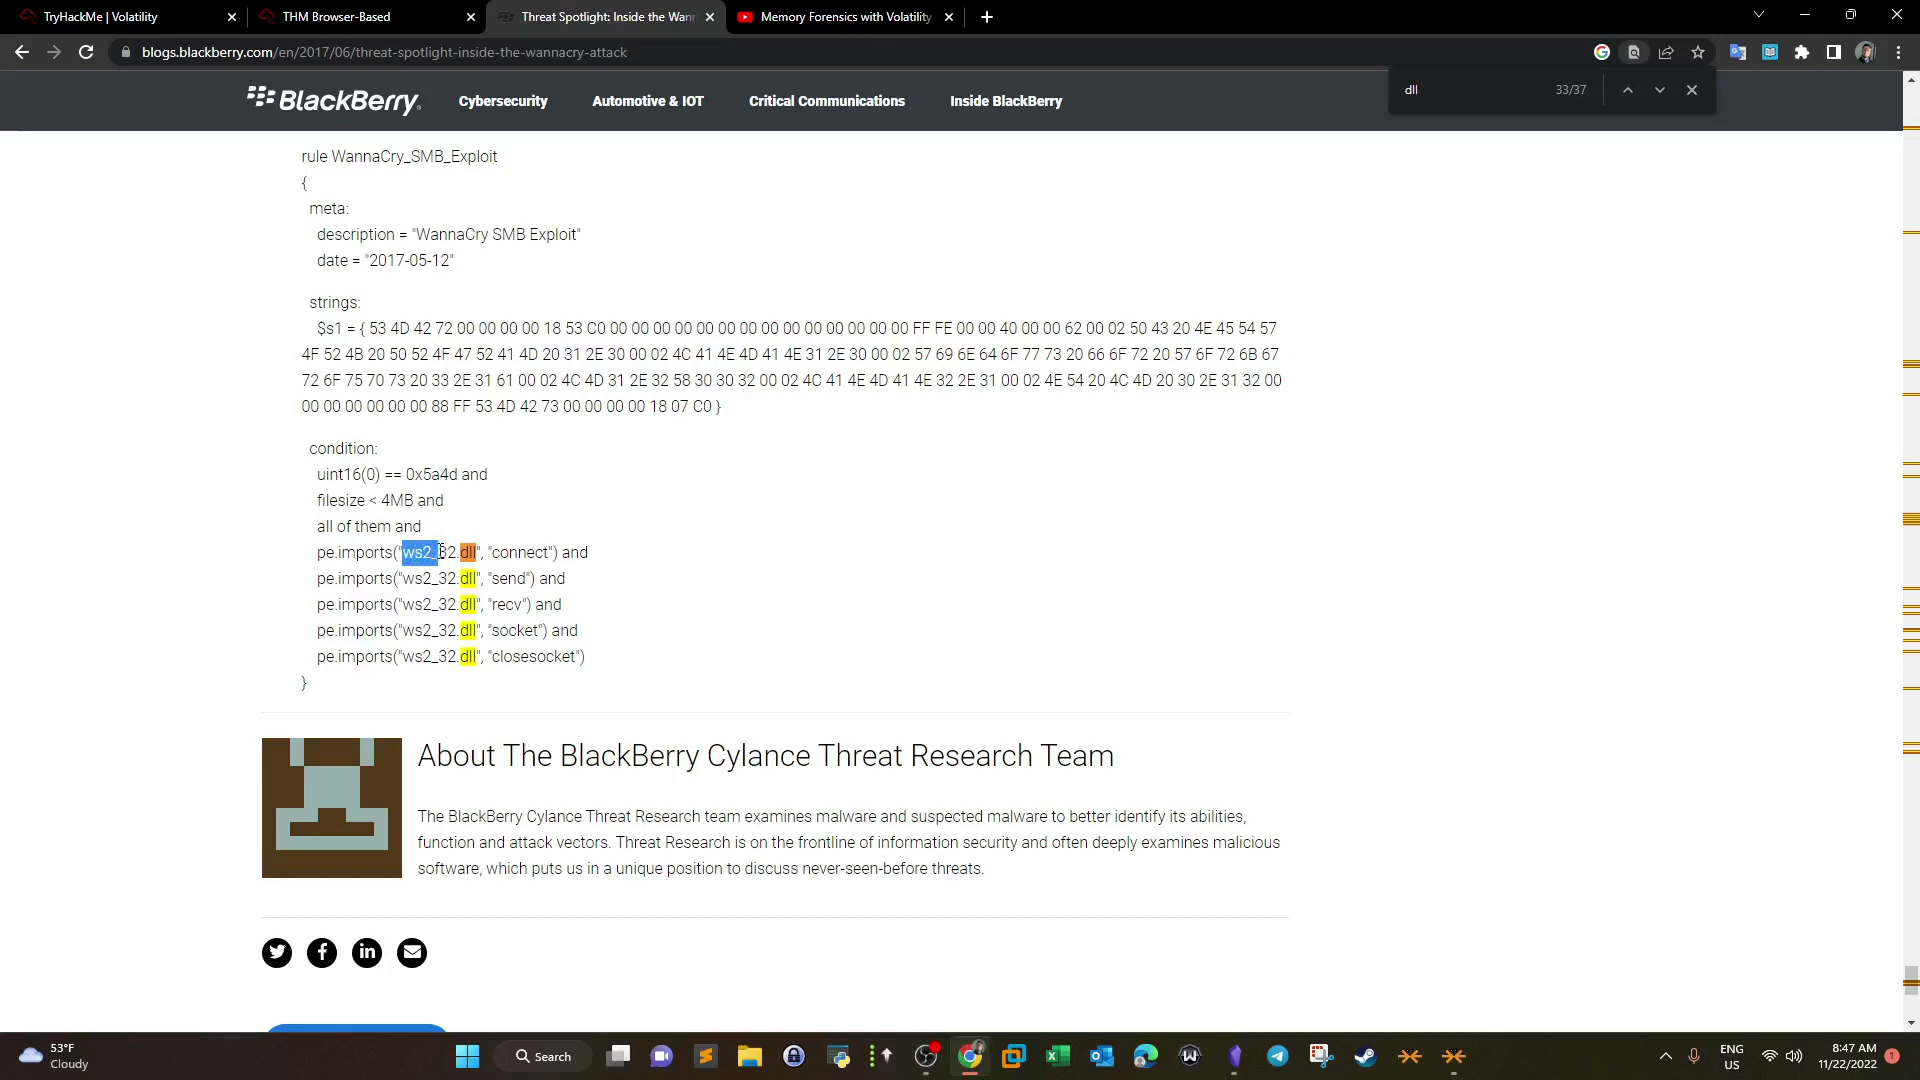 TryHackMe | Volatility
THM Browser-Based
Threat Spotlight: Inside the Wann
Memory Forensics with Volatility
blogs.blackberry.com/en/2017/06/threat-spotlight-inside-the-wannacry-attack
BlackBerry
Cybersecurity
Automotive & IOT
Critical Communications
Inside BlackBerry
dll
33/37
rule WannaCry_SMB_Exploit
{
meta:
description = "WannaCry SMB Exploit"
date = "2017-05-12"
strings:
$s1 = { 53 4D 42 72 00 00 00 00 18 53 C0 00 00 00 00 00 00 00 00 00 00 00 00 00 00 FF FE 00 00 40 00 00 62 00 02 50 43 20 4E 45 54 57
4F 52 4B 20 50 52 4F 47 52 41 4D 20 31 2E 30 00 02 4C 41 4E 4D 41 4E 31 2E 30 00 02 57 69 6E 64 6F 77 73 20 66 6F 72 20 57 6F 72 6B 67
72 6F 75 70 73 20 33 2E 31 61 00 02 4C 4D 31 2E 32 58 30 30 32 00 02 4C 41 4E 4D 41 4E 32 2E 31 00 02 4E 54 20 4C 4D 20 30 2E 31 32 00
00 00 00 00 00 00 88 FF 53 4D 42 73 00 00 00 00 18 07 C0 }
condition:
uint16(0) == 0x5a4d and
filesize < 4MB and
all of them and
pe.imports("ws2_32.dll", "connect") and
pe.imports("ws2_32.dll", "send") and
pe.imports("ws2_32.dll", "recv") and
pe.imports("ws2_32.dll", "socket") and
pe.imports("ws2_32.dll", "closesocket")
}
About The BlackBerry Cylance Threat Research Team
The BlackBerry Cylance Threat Research team examines malware and suspected malware to better identify its abilities,
function and attack vectors. Threat Research is on the frontline of information security and often deeply examines malicious
software, which puts us in a unique position to discuss never-seen-before threats.
53°F
Cloudy
Search
ENG
US
8:47 AM
11/22/2022
1